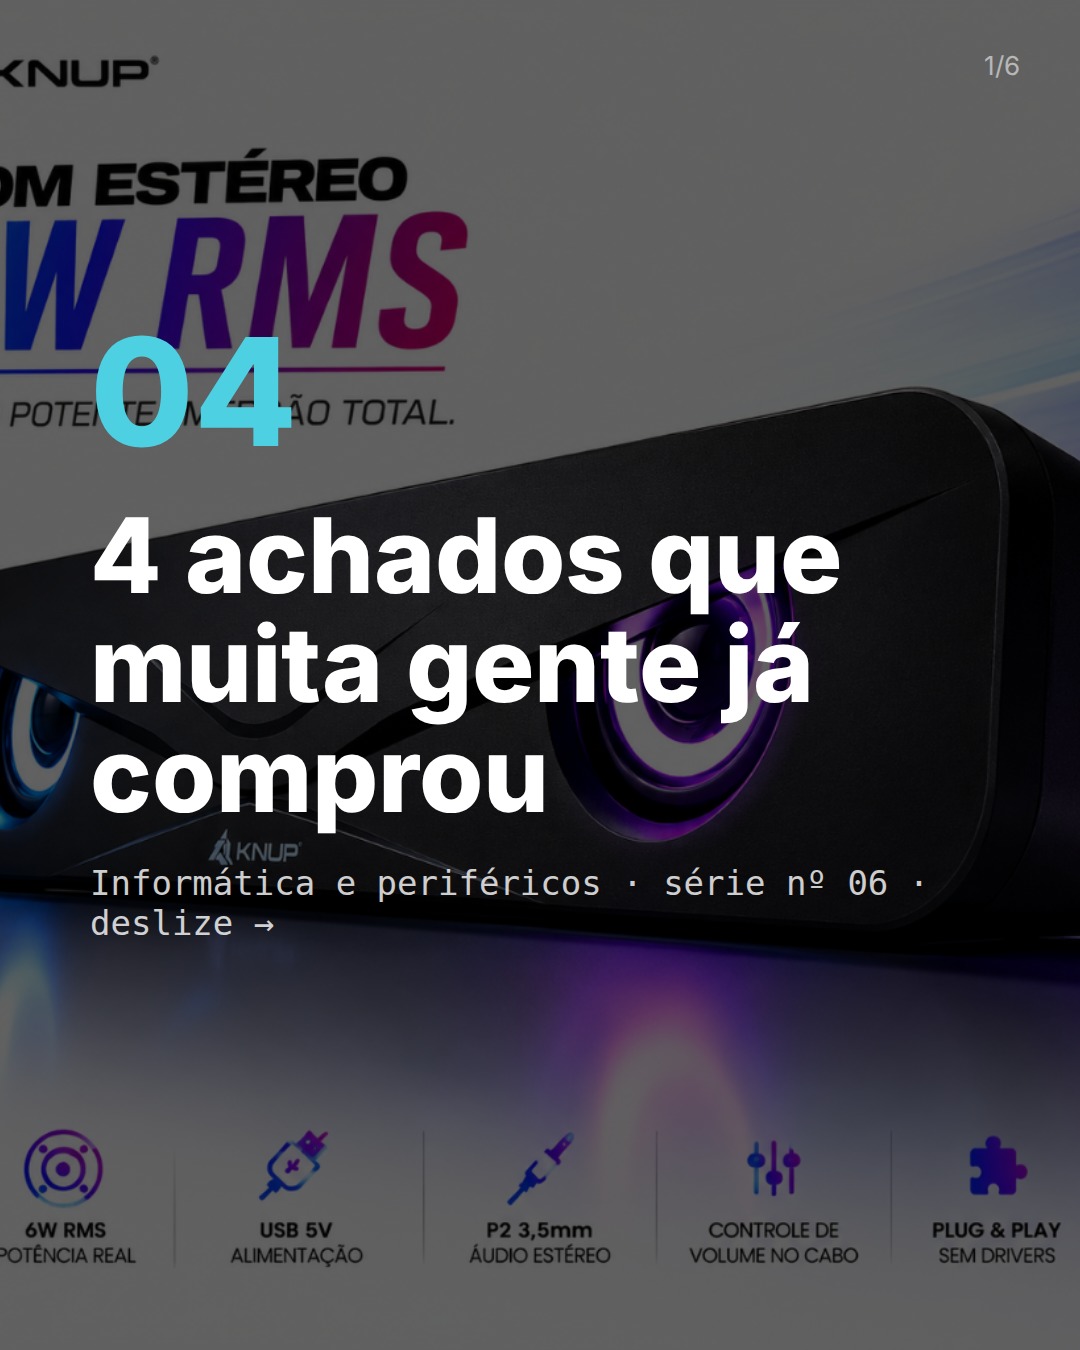 KNUP®
1/6
OM ESTÉREO
W RMS
04
TOTAL.
4 achados que
muita gente já
comprou
KNUP
Informática e periféricos · série nº 06 ·
deslize →
6W RMS
POTÊNCIA REAL
USB 5V
ALIMENTAÇÃO
P2 3,5mm
ÁUDIO ESTÉREO
CONTROLE DE
VOLUME NO CABO
PLUG & PLAY
SEM DRIVERS